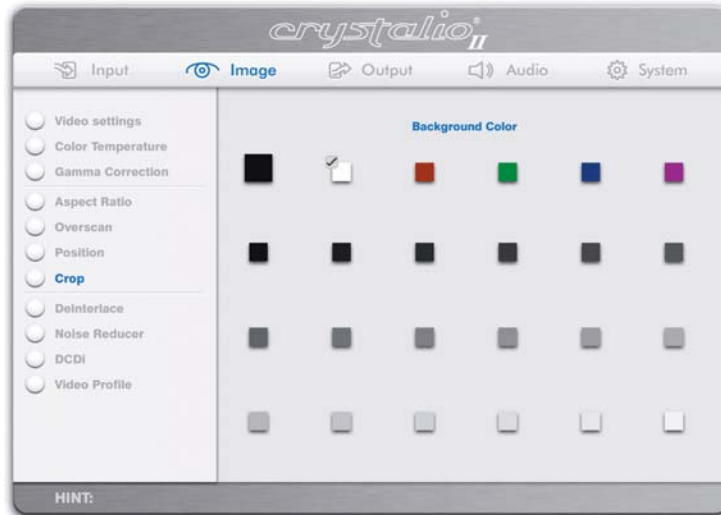 crystalio® II
Input
Image
Output
Audio
System
Video settings
Color Temperature
Gamma Correction
Aspect Ratio
Overscan
Position
Crop
DeInterlace
Noise Reducer
DCDi
Video Profile
Background Color
HINT: